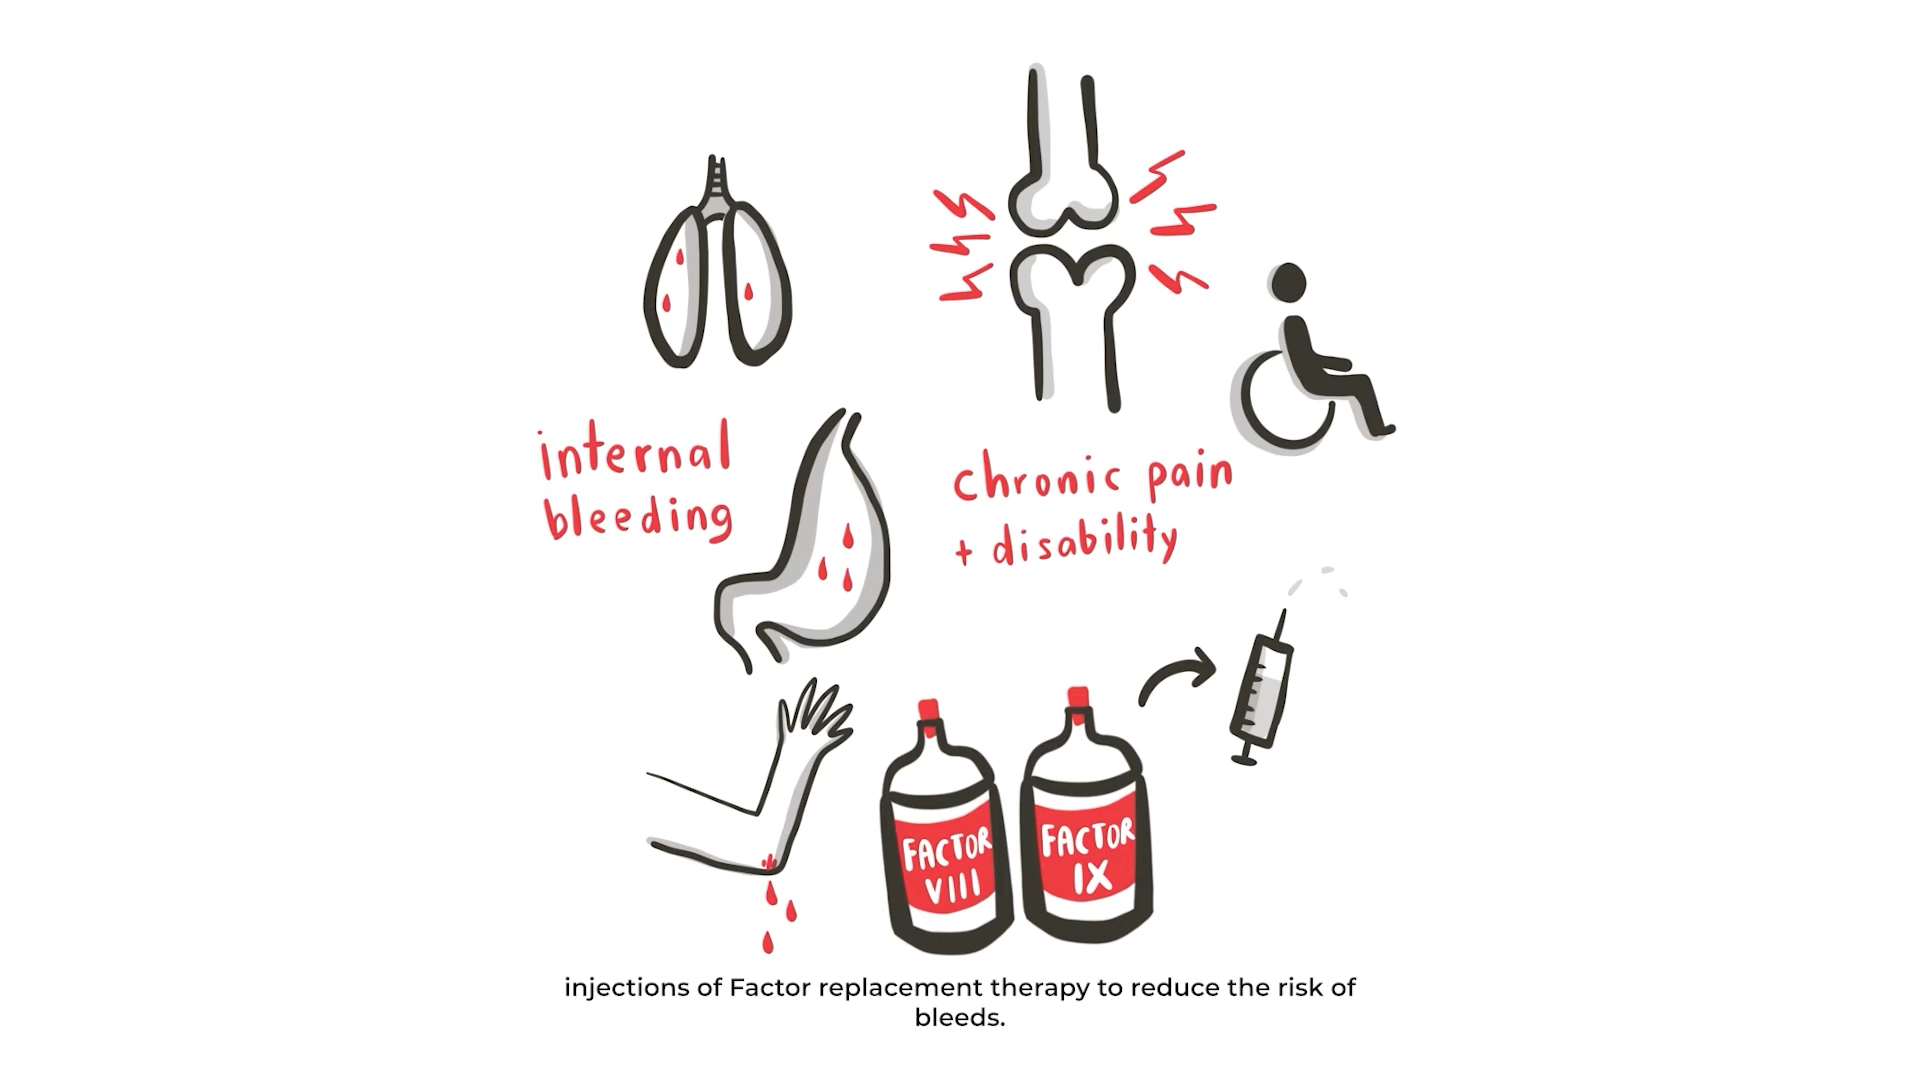 internal
bleeding
chronic pain
+ disability
FACTOR
VIII
FACTOR
IX
injections of Factor replacement therapy to reduce the risk of
bleeds.